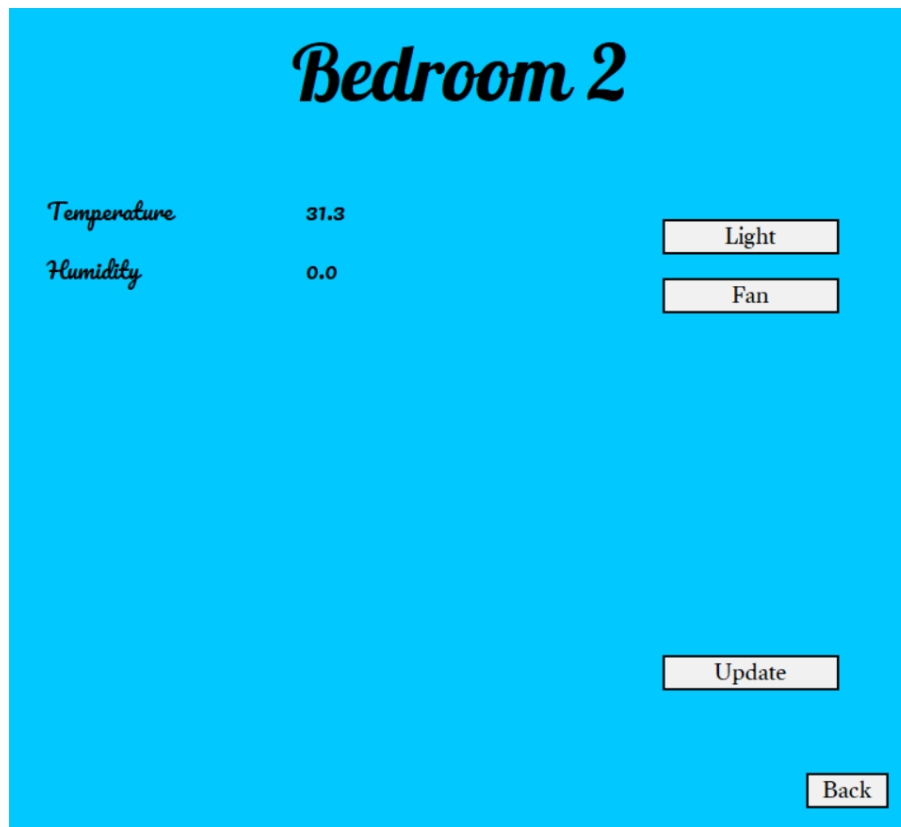 Bedroom 2
Temperature 31.3
Light
Humidity 0.0
Fan
Update
Back